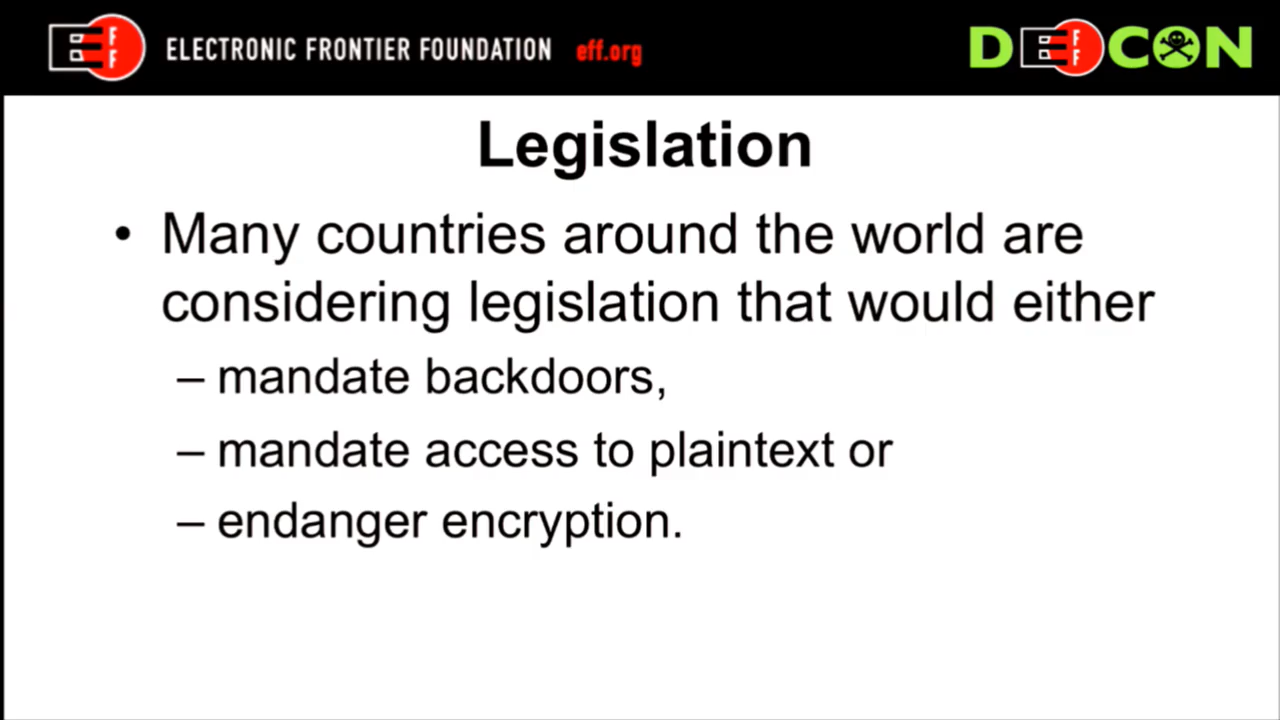 EFF ELECTRONIC FRONTIER FOUNDATION eff.org DEFCON
Legislation
• Many countries around the world are
considering legislation that would either
– mandate backdoors,
– mandate access to plaintext or
– endanger encryption.